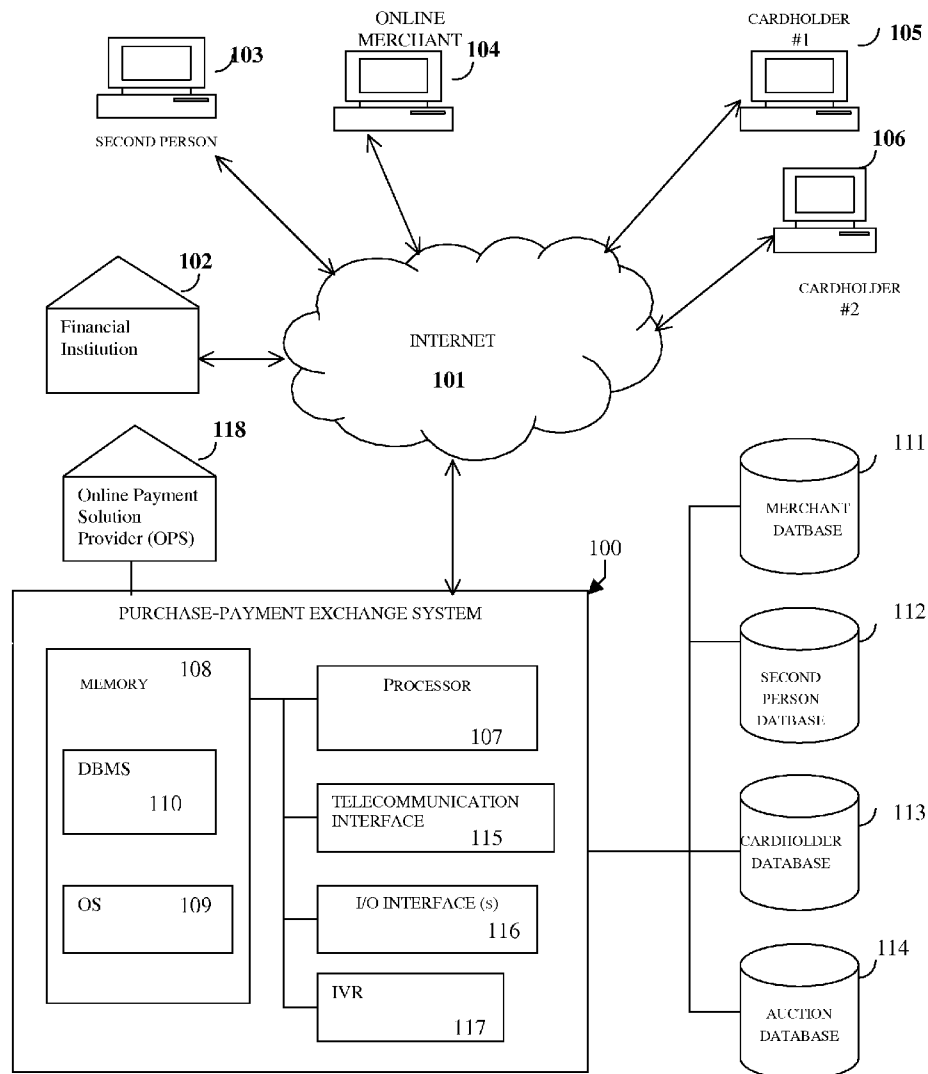 ONLINE
MERCHANT
103
104
SECOND PERSON
CARDHOLDER
#1
105
106
CARDHOLDER
#2
102
Financial
Institution
INTERNET
101
118
Online Payment
Solution
Provider (OPS)
100
PURCHASE-PAYMENT EXCHANGE SYSTEM
108
MEMORY
DBMS
110
OS
109
PROCESSOR
107
TELECOMMUNICATION
INTERFACE
115
I/O INTERFACE (S)
116
IVR
117
111
MERCHANT
DATBASE
112
SECOND
PERSON
DATBASE
113
CARDHOLDER
DATABASE
114
AUCTION
DATABASE